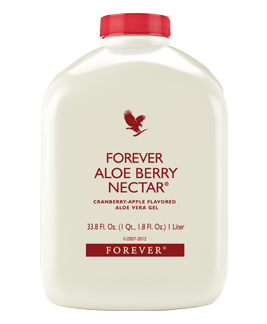 FOREVER
ALOE BERRY
NECTAR®
CRANBERRY-APPLE FLAVORED
ALOE VERA GEL
33.8 Fl. Oz. (1 Qt., 1.8 Fl. Oz.) 1 Liter
©2007-2012
FOREVER®